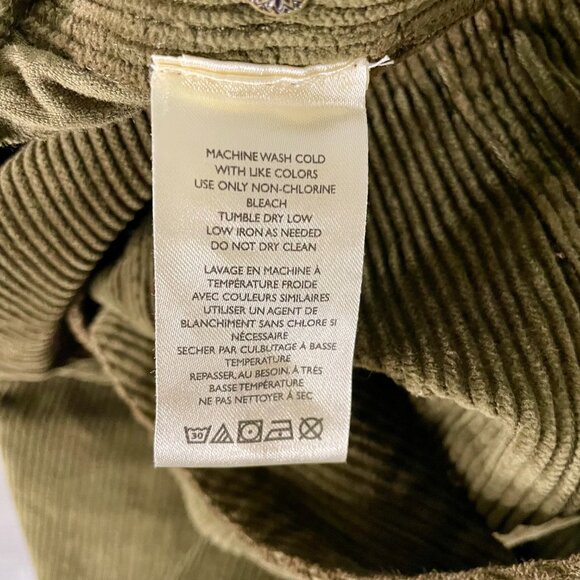 MACHINE WASH COLD
WITH LIKE COLORS
USE ONLY NON-CHLORINE
BLEACH
TUMBLE DRY LOW
LOW IRON AS NEEDED
DO NOT DRY CLEAN
LAVAGE EN MACHINE À
TEMPÉRATURE FROIDE
AVEC COULEURS SIMILAIRES
UTILISER UN AGENT DE
BLANCHIMENT SANS CHLORE SI
NÉCESSAIRE
SECHER PAR CULBUTAGE À BASSE
TEMPERATURE
REPASSER, AU BESOIN, À TRÈS
BASSE TEMPÉRATURE
NE PAS NETTOYER À SEC
30